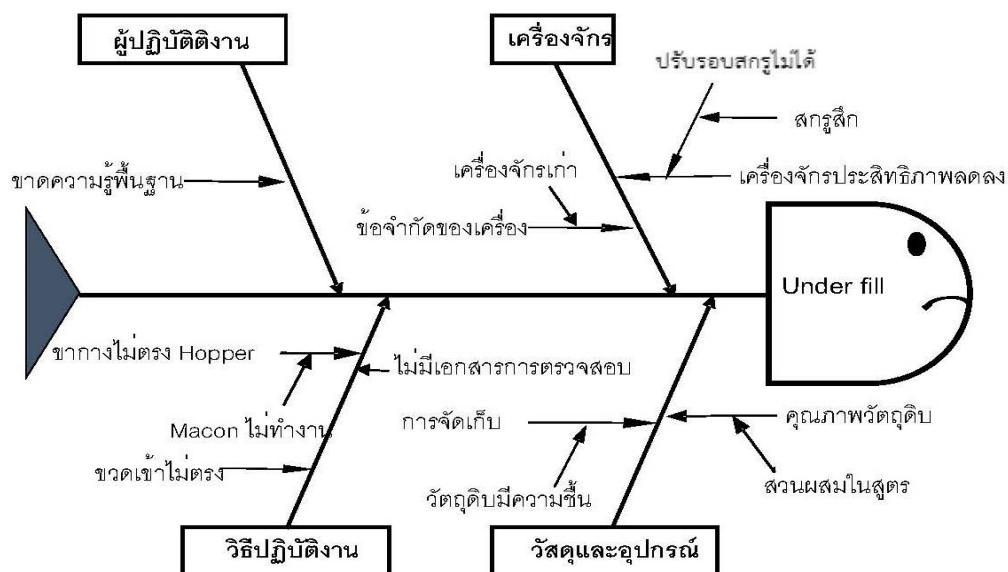 ผู้ปฏิบัติติงาน
เครื่องจักร
ปรับรอบสกรูไม่ได้
สกรูสึก
เครื่องจักรเก่า
ขาดความรู้พื้นฐาน
เครื่องจักรประสิทธิภาพลดลง
ข้อจำกัดของเครื่อง
Under fill
ขากางไม่ตรง Hopper
ไม่มีเอกสารการตรวจสอบ
Macon ไม่ทำงาน
การจัดเก็บ
คุณภาพวัตถุดิบ
ขวดเข้าไม่ตรง
วัตถุดิบมีความชื้น
สวนผสมในสูตร
วิธีปฏิบัติงาน
วัสดุและอุปกรณ์